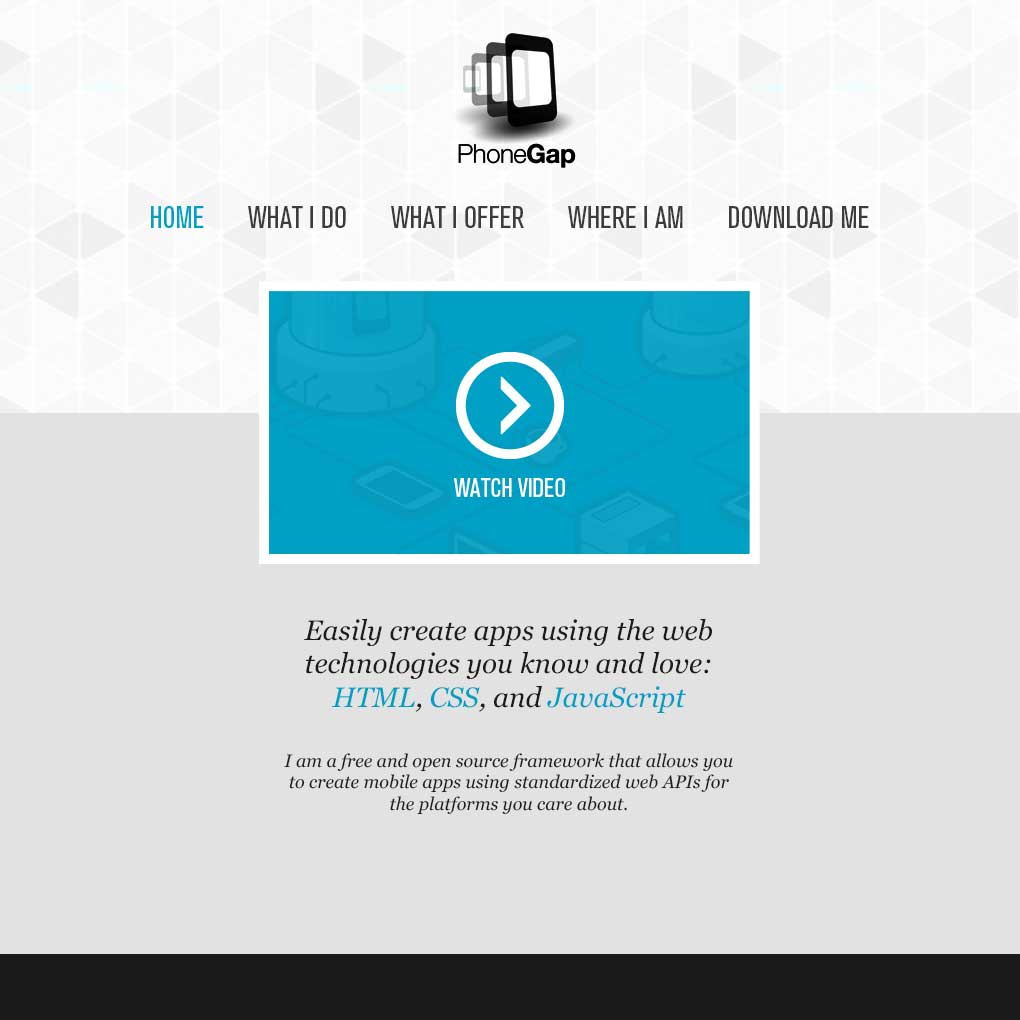 PhoneGap
HOME WHAT I DO WHAT I OFFER WHERE I AM DOWNLOAD ME
WATCH VIDEO
Easily create apps using the web
technologies you know and love:
HTML, CSS, and JavaScript
I am a free and open source framework that allows you
to create mobile apps using standardized web APIs for
the platforms you care about.